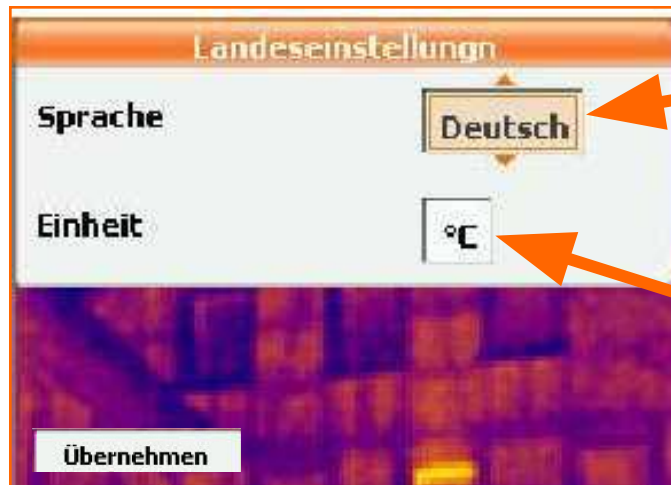 Landeseinstellungn
Sprache Deutsch
Einheit °C
Übernehmen